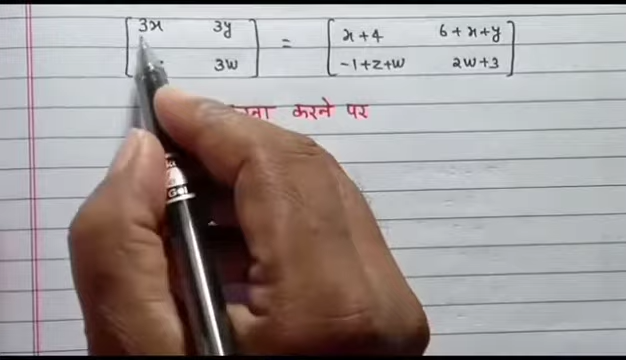 3x 3y = x+4 6+x+y
3w -1+z+w 2w+3
करने पर